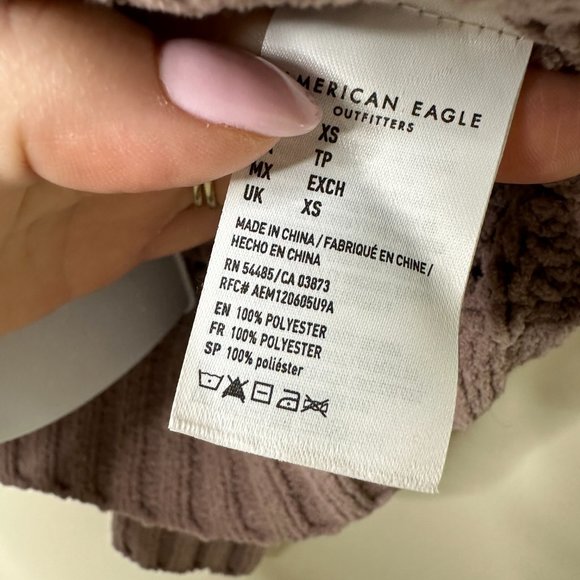 AMERICAN EAGLE
OUTFITTERS
XS
TP
MX EXCH
UK XS
MADE IN CHINA / FABRIQUÉ EN CHINE /
HECHO EN CHINA
RN 54485/CA 03873
RFC# AEM120605U9A
EN 100% POLYESTER
FR 100% POLYESTER
SP 100% poliéster